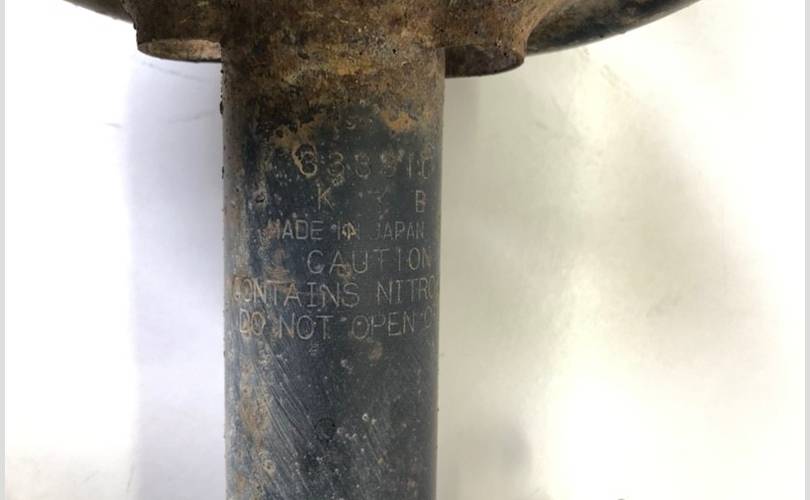 K Y B
MADE IN JAPAN
CAUTION
CONTAINS NITRO
DO NOT OPEN O